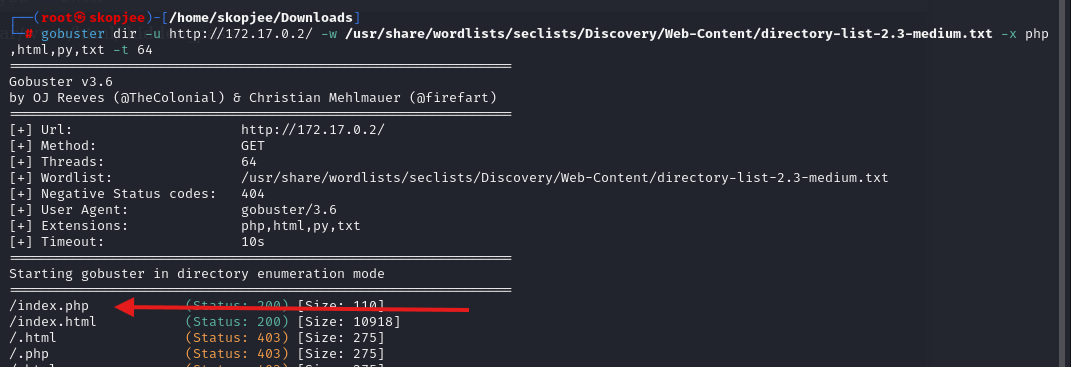 ┌──(root㉿skopjee)-[/home/skopjee/Downloads]
└─# gobuster dir -u http://172.17.0.2/ -w /usr/share/wordlists/seclists/Discovery/Web-Content/directory-list-2.3-medium.txt -x php
,html,py,txt -t 64
===============================================================
Gobuster v3.6
by OJ Reeves (@TheColonial) & Christian Mehlmauer (@firefart)
===============================================================
[+] Url:                     http://172.17.0.2/
[+] Method:                  GET
[+] Threads:                 64
[+] Wordlist:                /usr/share/wordlists/seclists/Discovery/Web-Content/directory-list-2.3-medium.txt
[+] Negative Status codes:   404
[+] User Agent:              gobuster/3.6
[+] Extensions:              php,html,py,txt
[+] Timeout:                 10s
===============================================================
Starting gobuster in directory enumeration mode
===============================================================
/index.php            (Status: 200) [Size: 110]
/index.html           (Status: 200) [Size: 10918]
/.html                (Status: 403) [Size: 275]
/.php                 (Status: 403) [Size: 275]